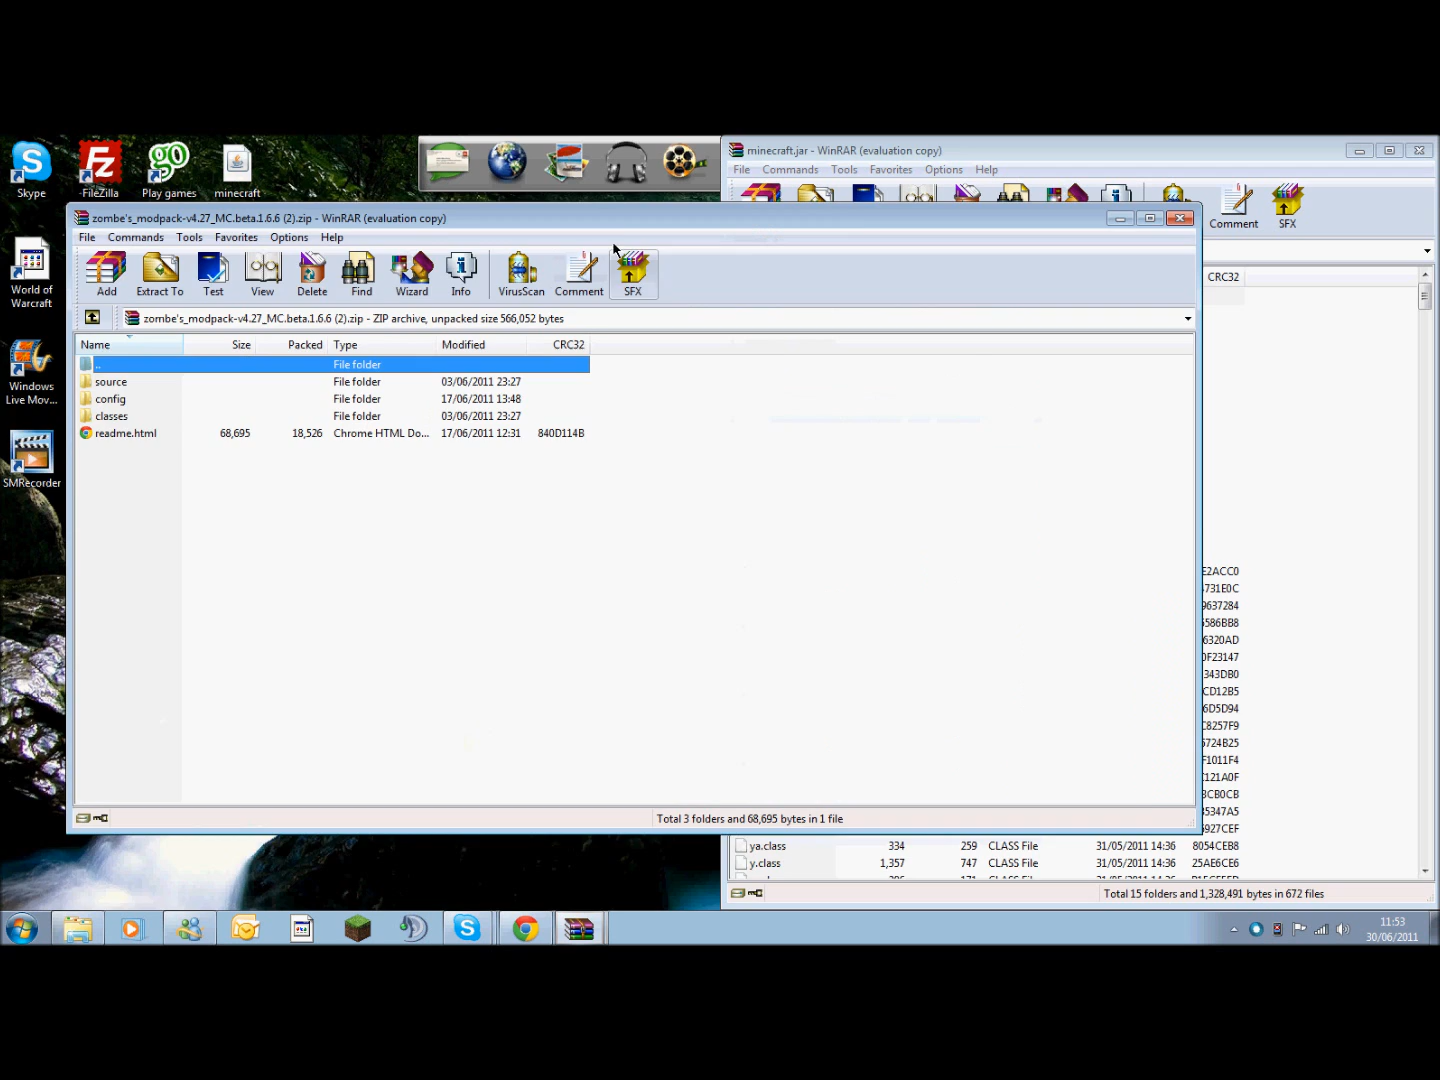 Skype
FileZilla
Play games
minecraft
World of
Warcraft
Windows
Live Mov...
SMRecorder
minecraft.jar - WinRAR (evaluation copy)
File Commands Tools Favorites Options Help
Comment SFX
CRC32
zombe's_modpack-v4.27_MC.beta.1.6.6 (2).zip - WinRAR (evaluation copy)
File Commands Tools Favorites Options Help
Add Extract To Test View Delete Find Wizard Info VirusScan Comment SFX
zombe's_modpack-v4.27_MC.beta.1.6.6 (2).zip - ZIP archive, unpacked size 566,052 bytes
Name Size Packed Type Modified CRC32
.. File folder
source File folder 03/06/2011 23:27
config File folder 17/06/2011 13:48
classes File folder 03/06/2011 23:27
readme.html 68,695 18,526 Chrome HTML Do... 17/06/2011 12:31 840D114B
Total 3 folders and 68,695 bytes in 1 file
E2ACC0
731E0C
9637284
586BB8
6320AD
0F23147
343DB0
CD12B5
6D5D94
C8257F9
5724B25
F1011F4
C121A0F
3CB0CB
35347A5
3927CEF
ya.class 334 259 CLASS File 31/05/2011 14:36 8054CEB8
y.class 1,357 747 CLASS File 31/05/2011 14:36 25AE6CE6
Total 15 folders and 1,328,491 bytes in 672 files
11:53
30/06/2011